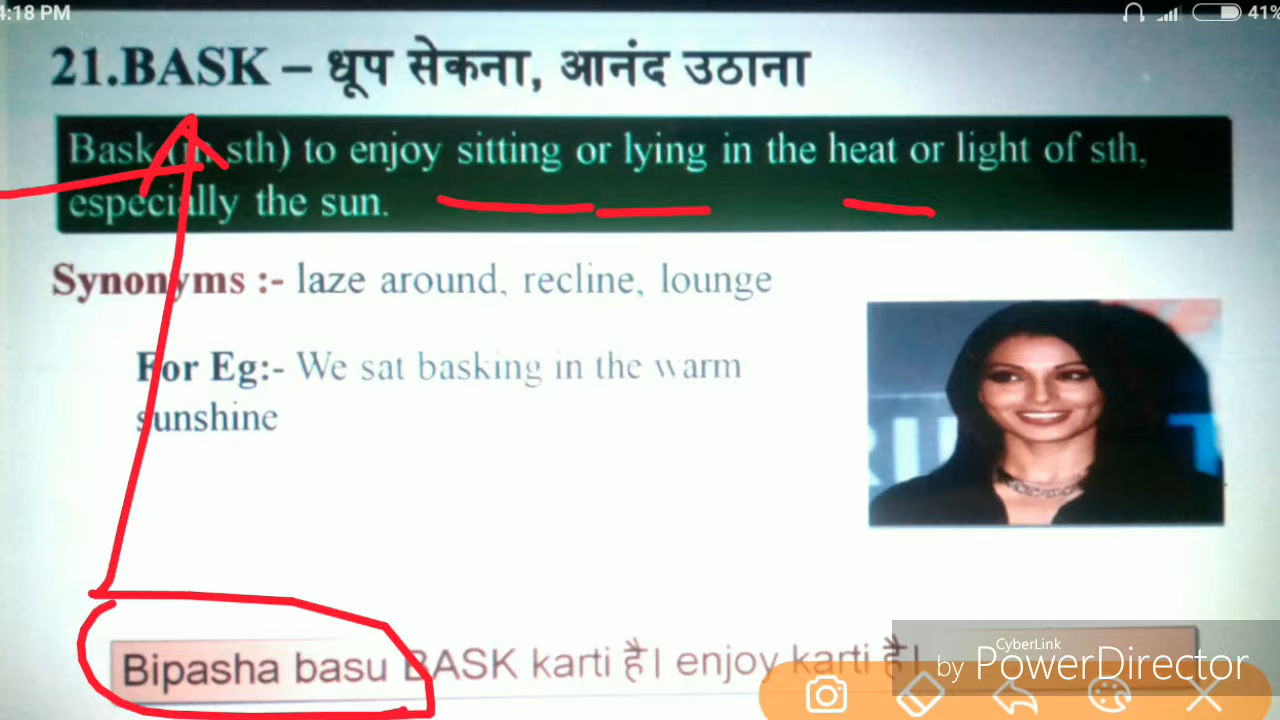 4:18 PM
41%
21.BASK – धूप सेकना, आनंद उठाना
Bask (in sth) to enjoy sitting or lying in the heat or light of sth,
especially the sun.
Synonyms :- laze around, recline, lounge
For Eg:- We sat basking in the warm
sunshine
Bipasha basu BASK karti है। enjoy karti है।
CyberLink
by PowerDirector